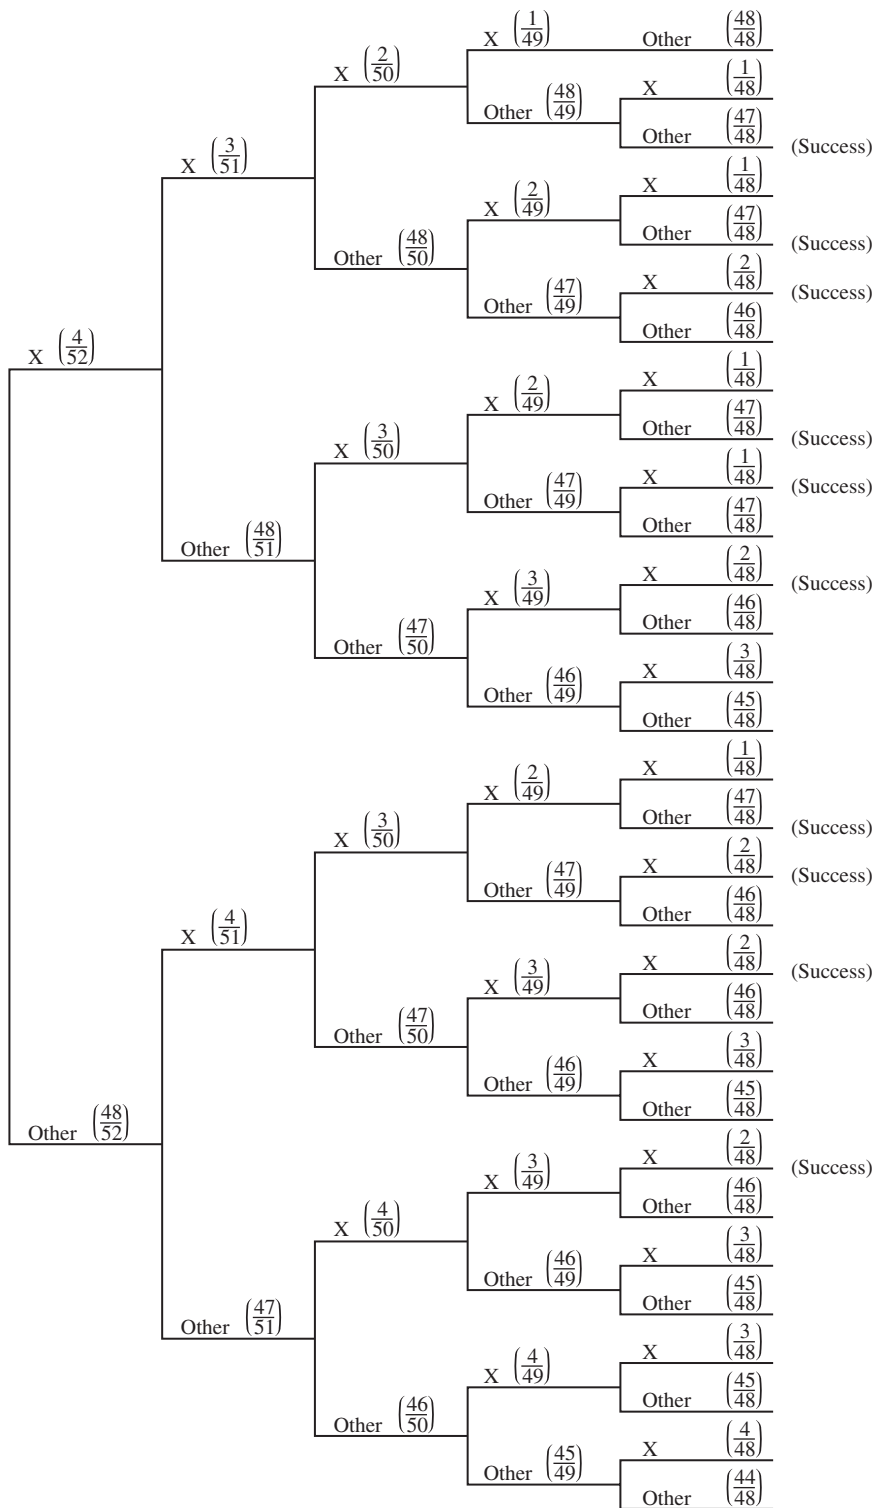 X (1/49) Other (48/48)
X (2/50)
X (1/48)
Other (48/49)
Other (47/48) (Success)
X (3/51)
X (1/48)
X (2/49)
Other (47/48) (Success)
Other (48/50)
X (2/48) (Success)
Other (47/49)
Other (46/48)
X (4/52)
X (1/48)
X (2/49)
Other (47/48) (Success)
X (3/50)
X (1/48) (Success)
Other (47/49)
Other (47/48)
Other (48/51)
X (2/48) (Success)
X (3/49)
Other (46/48)
Other (47/50)
X (3/48)
Other (46/49)
Other (45/48)
X (1/48)
X (2/49)
Other (47/48) (Success)
X (3/50)
X (2/48) (Success)
Other (47/49)
Other (46/48)
X (4/51)
X (2/48) (Success)
X (3/49)
Other (46/48)
Other (47/50)
X (3/48)
Other (46/49)
Other (45/48)
Other (48/52)
X (2/48) (Success)
X (3/49)
Other (46/48)
X (4/50)
X (3/48)
Other (46/49)
Other (45/48)
Other (47/51)
X (3/48)
X (4/49)
Other (45/48)
Other (46/50)
X (4/48)
Other (45/49)
Other (44/48)